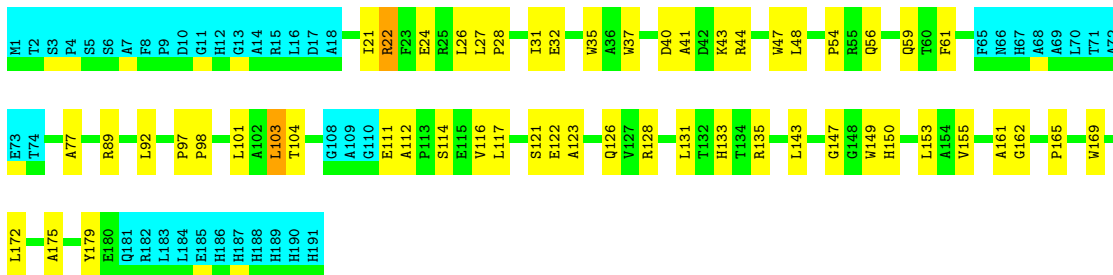 M1 T2 S3 P4 S5 S6 A7 F8 P9 D10 G11 H12 G13 A14 R15 L16 D17 A18 I21 R22 F23 E24 R25 L26 L27 P28 I31 E32 W35 A36 W37 D40 A41 D42 K43 R44 W47 L48 P54 R55 Q56 Q59 T60 F61 F65 N66 H67 A68 A69 L70 T71 A72
E73 T74 A77 R89 L92 P97 P98 L101 A102 L103 T104 G108 A109 G110 E111 A112 P113 S114 E115 V116 L117 S121 E122 A123 Q126 V127 R128 L131 T132 H133 T134 R135 L143 G147 G148 W149 H150 L153 A154 V155 A161 G162 P165 W169
L172 A175 Y179 E180 Q181 R182 L183 L184 E185 H186 H187 H188 H189 H190 H191